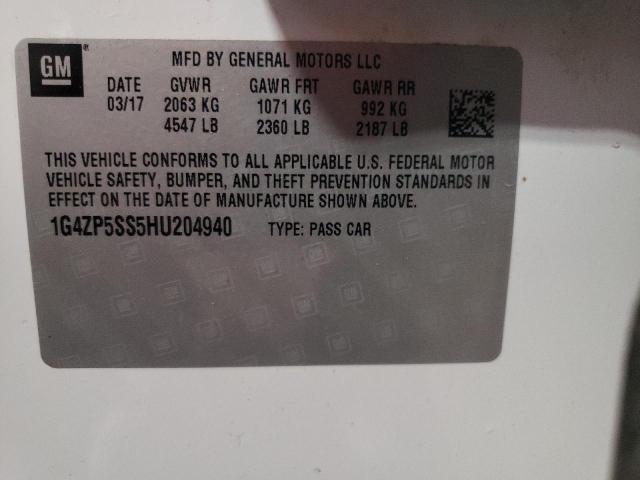 GM ®
MFD BY GENERAL MOTORS LLC
DATE GVWR GAWR FRT GAWR RR
03/17 2063 KG 1071 KG 992 KG
4547 LB 2360 LB 2187 LB
THIS VEHICLE CONFORMS TO ALL APPLICABLE U.S. FEDERAL MOTOR
VEHICLE SAFETY, BUMPER, AND THEFT PREVENTION STANDARDS IN
EFFECT ON THE DATE OF MANUFACTURE SHOWN ABOVE.
1G4ZP5SS5HU204940 TYPE: PASS CAR